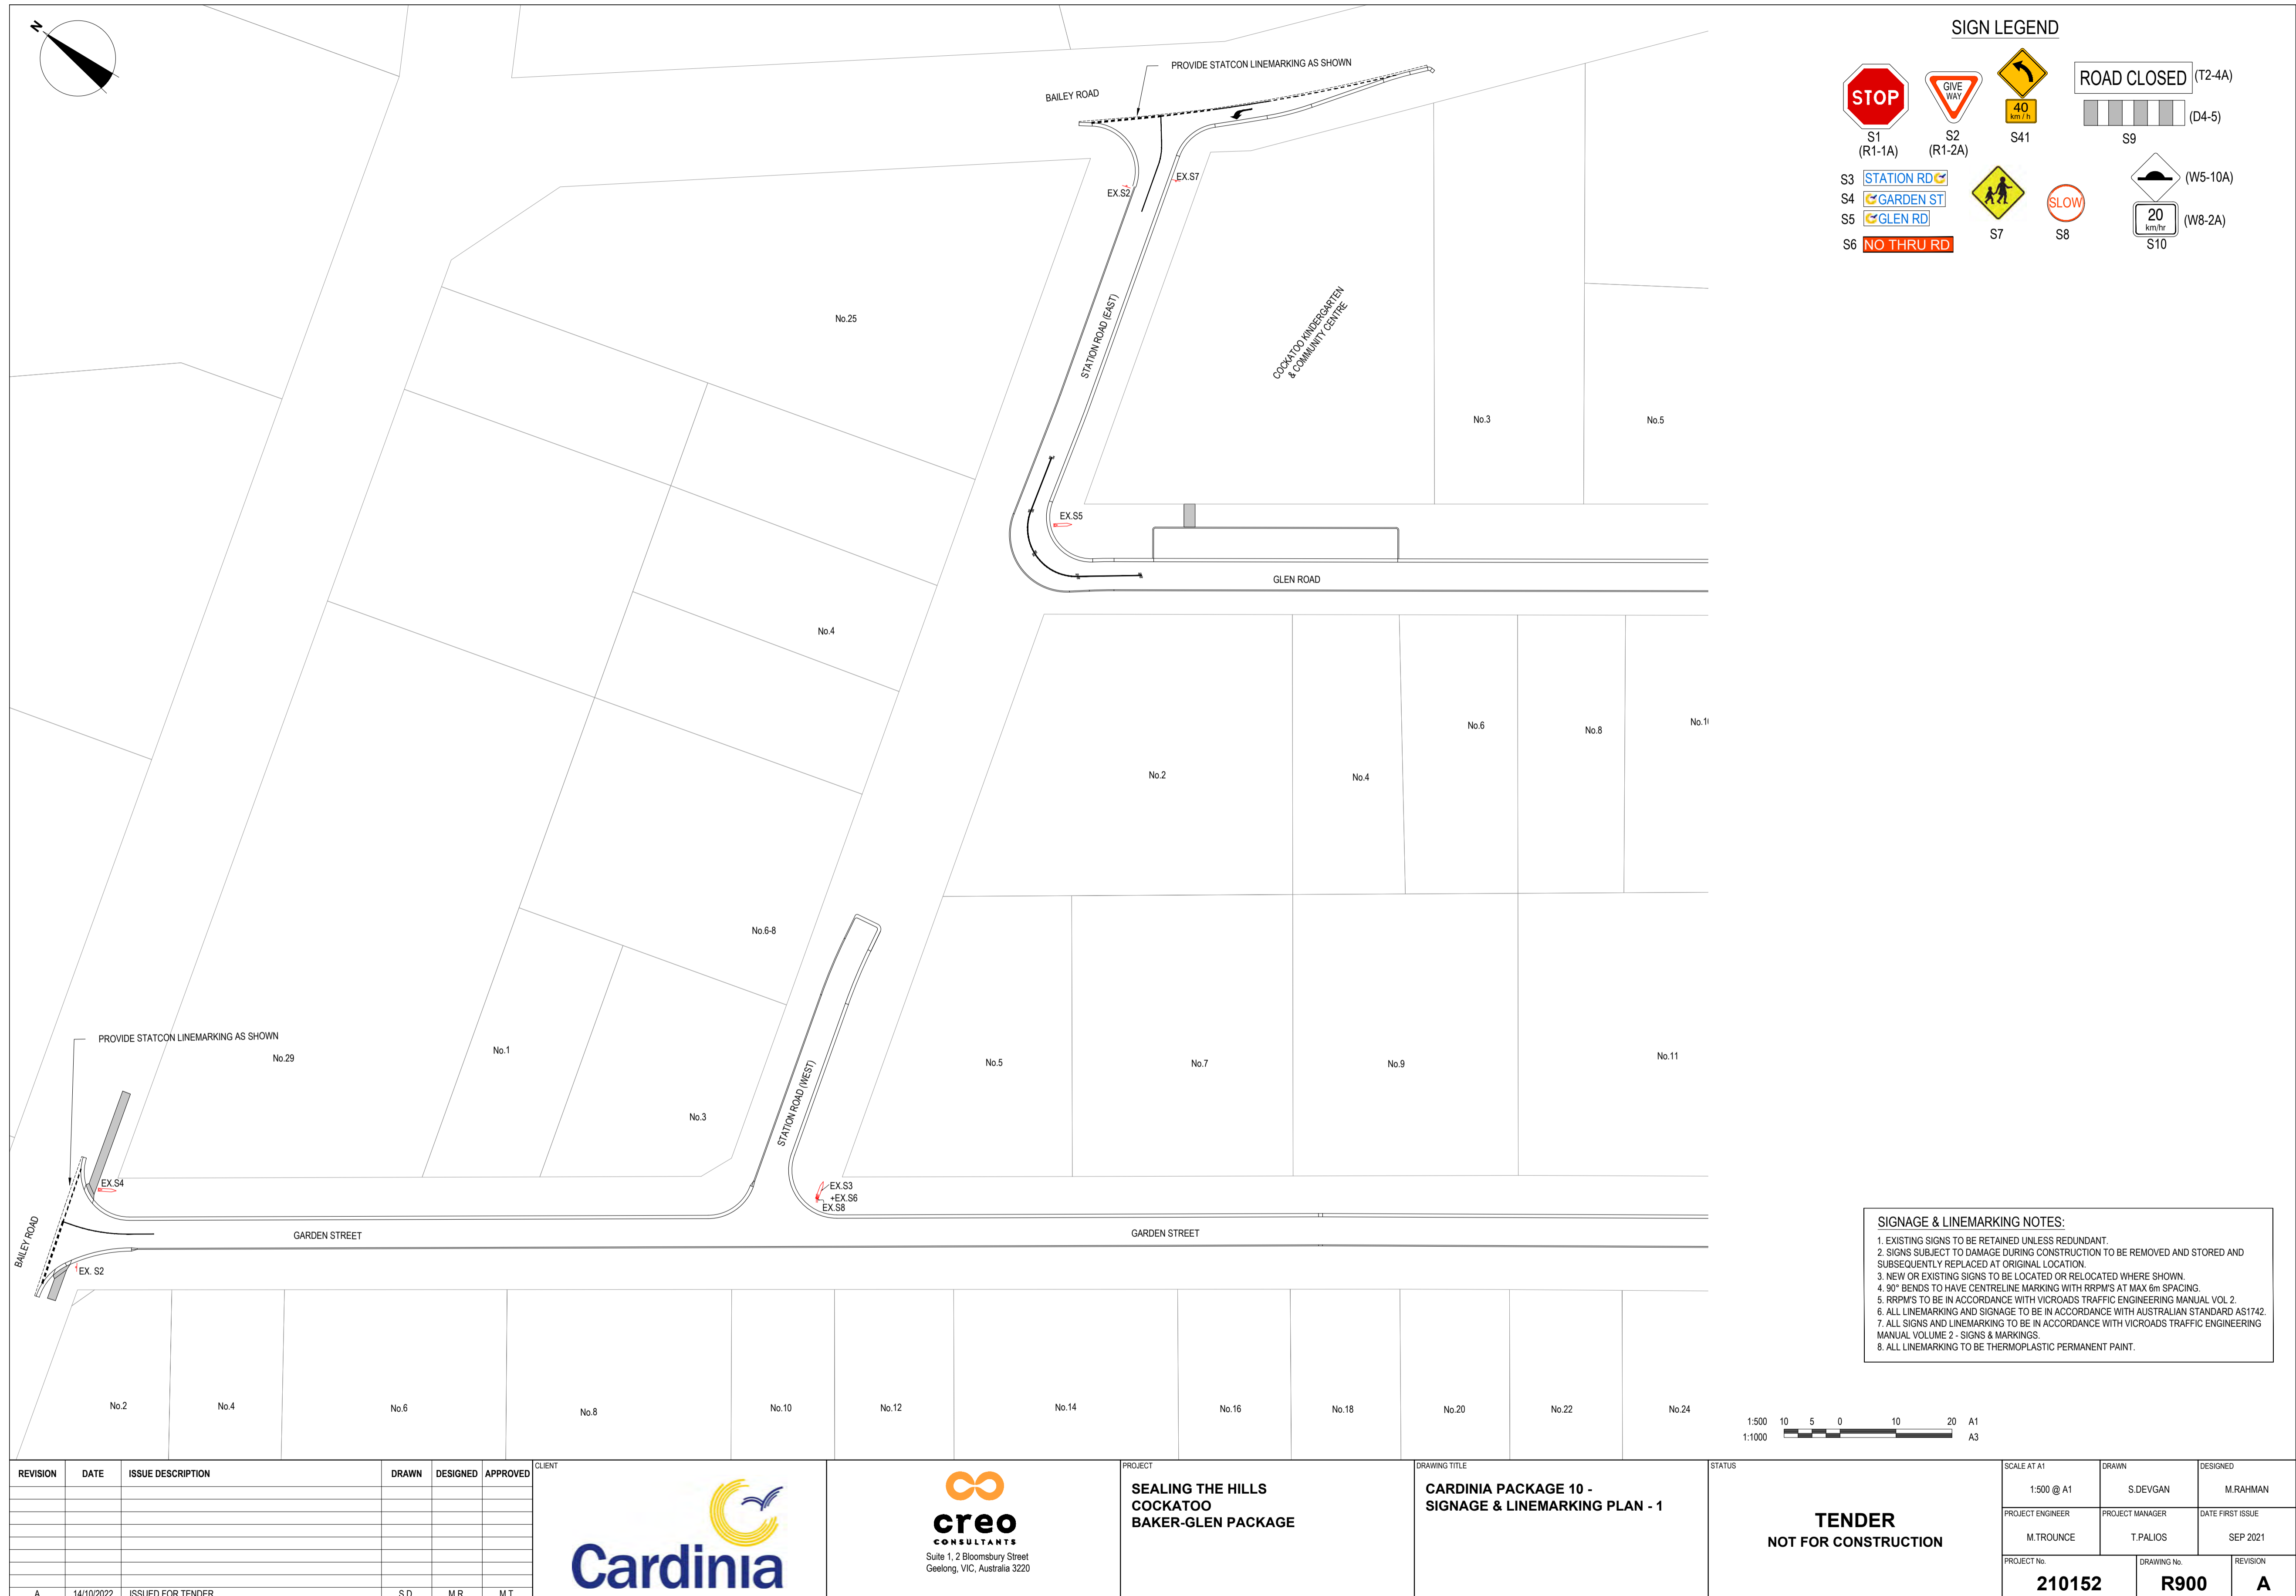 N
SIGN LEGEND
STOP
S1
(R1-1A)
GIVE
WAY
S2
(R1-2A)
40
km / h
S41
ROAD CLOSED
(T2-4A)
(D4-5)
S9
S3 STATION RD
S4 GARDEN ST
S5 GLEN RD
S6 NO THRU RD
S7
SLOW
S8
(W5-10A)
20
km/hr
(W8-2A)
S10
PROVIDE STATCON LINEMARKING AS SHOWN
BAILEY ROAD
EX.S2
EX.S7
No.25
STATION ROAD (EAST)
COCKATOO KINDERGARTEN
& COMMUNITY CENTRE
No.3
No.5
EX.S5
GLEN ROAD
No.4
No.2
No.4
No.6
No.8
No.6-8
PROVIDE STATCON LINEMARKING AS SHOWN
No.29
No.1
No.3
STATION ROAD (WEST)
No.5
No.7
No.9
No.11
EX.S4
EX.S3
+EX.S6
EX.S8
BAILEY ROAD
GARDEN STREET
GARDEN STREET
EX. S2
No.2
No.4
No.6
No.8
No.10
No.12
No.14
No.16
No.18
No.20
No.22
No.24
SIGNAGE & LINEMARKING NOTES:
1. EXISTING SIGNS TO BE RETAINED UNLESS REDUNDANT.
2. SIGNS SUBJECT TO DAMAGE DURING CONSTRUCTION TO BE REMOVED AND STORED AND
SUBSEQUENTLY REPLACED AT ORIGINAL LOCATION.
3. NEW OR EXISTING SIGNS TO BE LOCATED OR RELOCATED WHERE SHOWN.
4. 90° BENDS TO HAVE CENTRELINE MARKING WITH RRPM'S AT MAX 6m SPACING.
5. RRPM'S TO BE IN ACCORDANCE WITH VICROADS TRAFFIC ENGINEERING MANUAL VOL 2.
6. ALL LINEMARKING AND SIGNAGE TO BE IN ACCORDANCE WITH AUSTRALIAN STANDARD AS1742.
7. ALL SIGNS AND LINEMARKING TO BE IN ACCORDANCE WITH VICROADS TRAFFIC ENGINEERING
MANUAL VOLUME 2 - SIGNS & MARKINGS.
8. ALL LINEMARKING TO BE THERMOPLASTIC PERMANENT PAINT.
1:500 10 5 0 10 20 A1
1:1000 A3
REVISION DATE ISSUE DESCRIPTION DRAWN DESIGNED APPROVED
A 14/10/2022 ISSUED FOR TENDER S.D. M.R. M.T.
CLIENT
Cardinia
creo
CONSULTANTS
Suite 1, 2 Bloomsbury Street
Geelong, VIC, Australia 3220
PROJECT
SEALING THE HILLS
COCKATOO
BAKER-GLEN PACKAGE
DRAWING TITLE
CARDINIA PACKAGE 10 -
SIGNAGE & LINEMARKING PLAN - 1
STATUS
TENDER
NOT FOR CONSTRUCTION
SCALE AT A1 DRAWN DESIGNED
1:500 @ A1 S.DEVGAN M.RAHMAN
PROJECT ENGINEER PROJECT MANAGER DATE FIRST ISSUE
M.TROUNCE T.PALIOS SEP 2021
PROJECT No. DRAWING No. REVISION
210152 R900 A